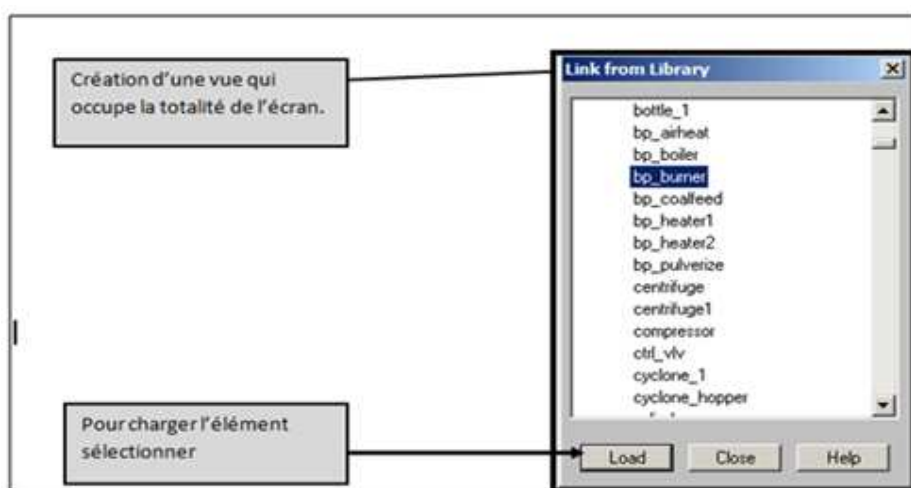 Création d'une vue qui
occupe la totalité de l'écran.
Link from Library
bottle_1
bp_airheat
bp_boiler
bp_burner
bp_coalfeed
bp_heater1
bp_heater2
bp_pulverize
centrifuge
centrifuge1
compressor
ctrl_vlv
cyclone_1
cyclone_hopper
Pour charger l'élément
sélectionner
Load Close Help